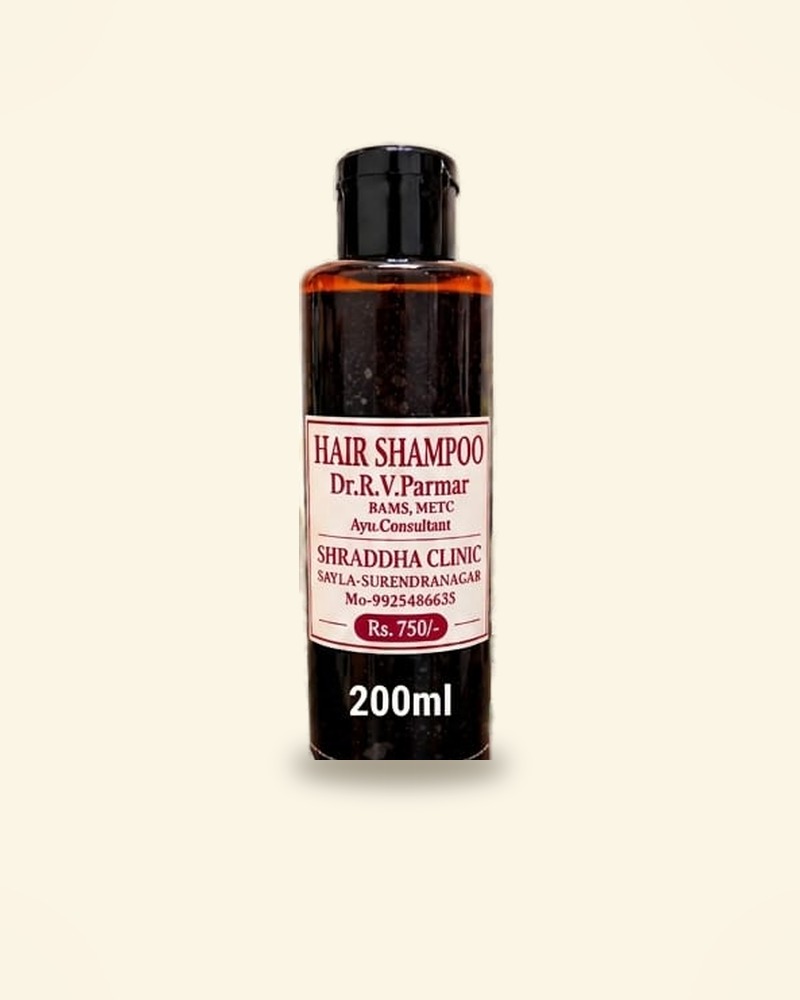 HAIR SHAMPOO
Dr.R.V.Parmar
BAMS, METC
Ayu.Consultant
SHRADDHA CLINIC
SAYLA-SURENDRANAGAR
Mo-9925486635
Rs. 750/-
200ml